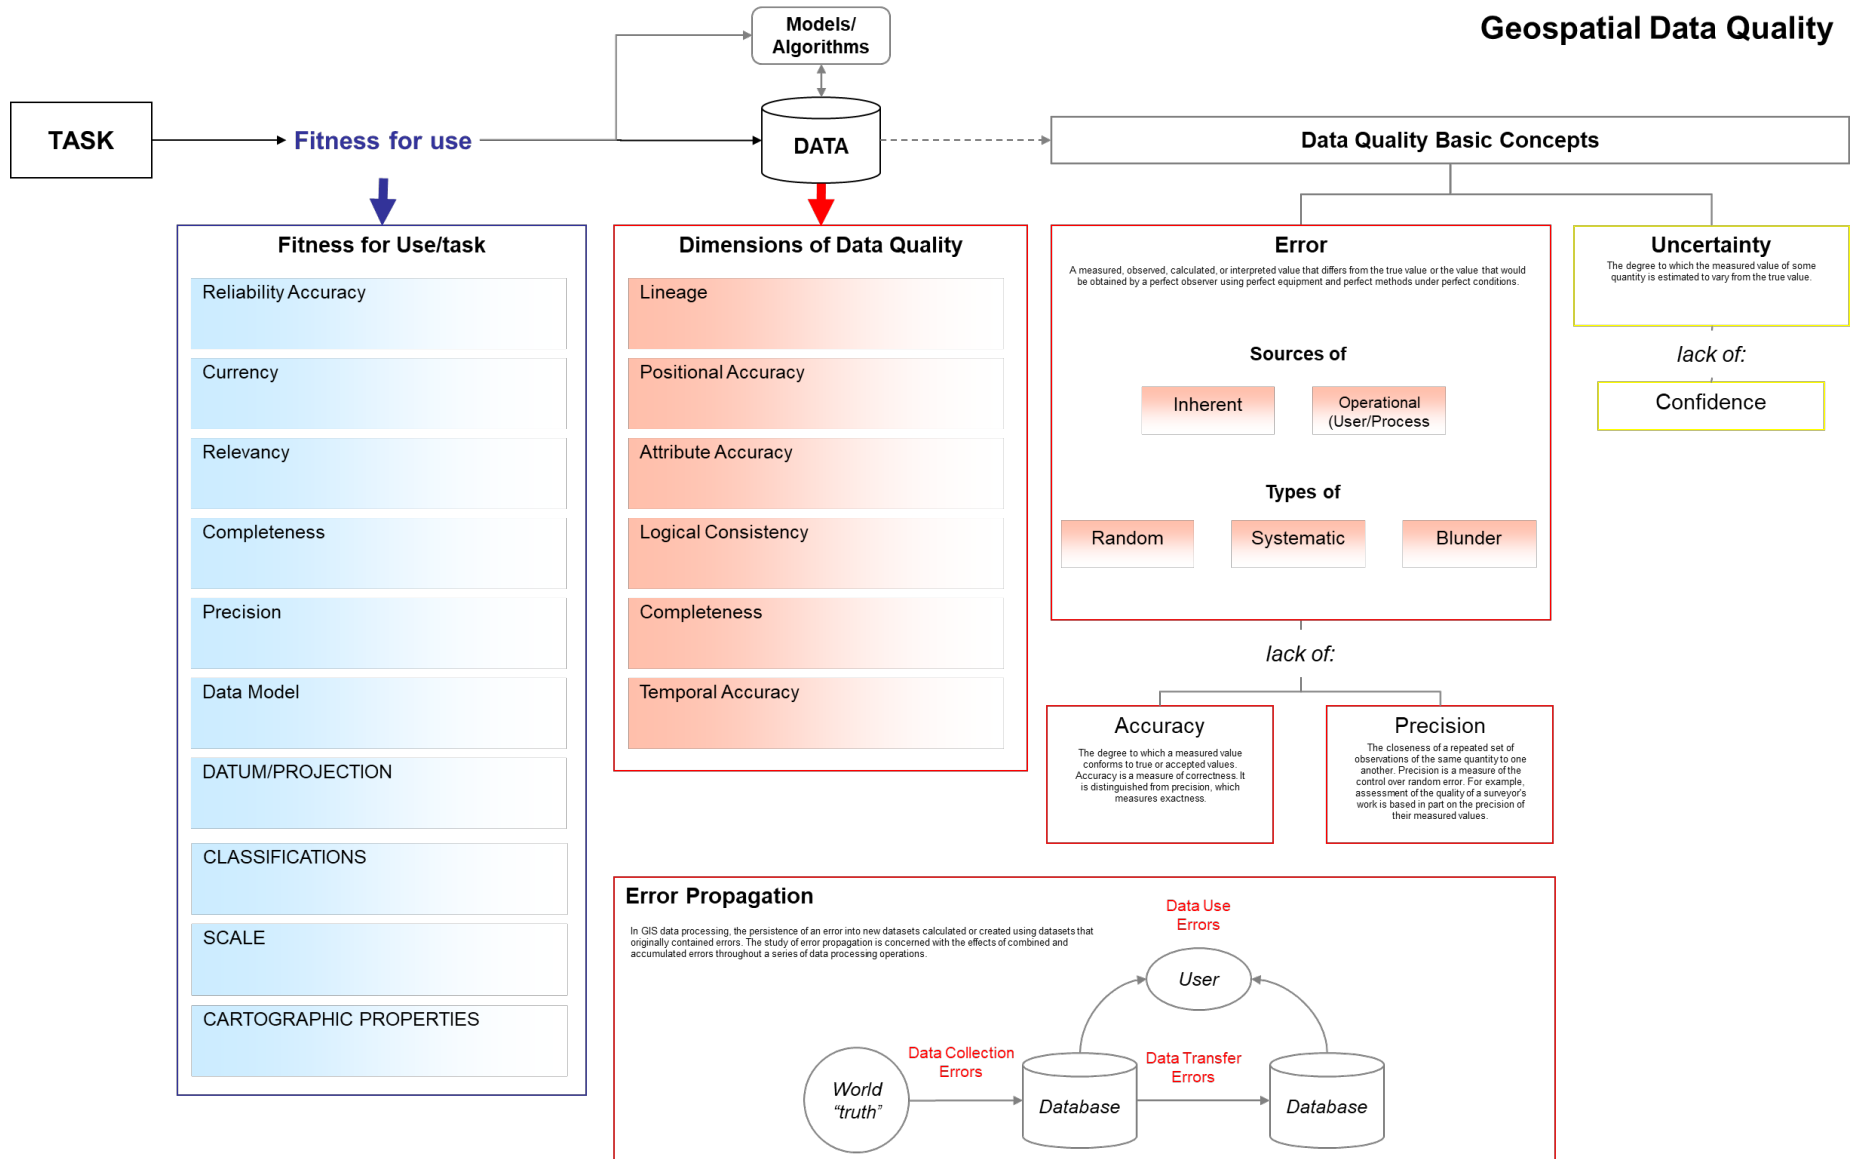 Geospatial Data Quality
Models/
Algorithms
TASK
Fitness for use
DATA
Data Quality Basic Concepts
Fitness for Use/task
Reliability Accuracy
Currency
Relevancy
Completeness
Precision
Data Model
DATUM/PROJECTION
CLASSIFICATIONS
SCALE
CARTOGRAPHIC PROPERTIES
Dimensions of Data Quality
Lineage
Positional Accuracy
Attribute Accuracy
Logical Consistency
Completeness
Temporal Accuracy
Error
A measured, observed, calculated, or interpreted value that differs from the true value or the value that would
be obtained by a perfect observer using perfect equipment and perfect methods under perfect conditions.
Sources of
Inherent
Operational
(User/Process
Types of
Random
Systematic
Blunder
Uncertainty
The degree to which the measured value of some
quantity is estimated to vary from the true value.
lack of:
Confidence
lack of:
Accuracy
The degree to which a measured value
conforms to true or accepted values.
Accuracy is a measure of correctness. It
is distinguished from precision, which
measures exactness.
Precision
The closeness of a repeated set of
observations of the same quantity to one
another. Precision is a measure of the
control over random error. For example,
assessment of the quality of a surveyor's
work is based in part on the precision of
their measured values.
Error Propagation
In GIS data processing, the persistence of an error into new datasets calculated or created using datasets that
originally contained errors. The study of error propagation is concerned with the effects of combined and
accumulated errors throughout a series of data processing operations.
Data Use
Errors
User
Data Collection
Errors
Data Transfer
Errors
World
“truth”
Database
Database